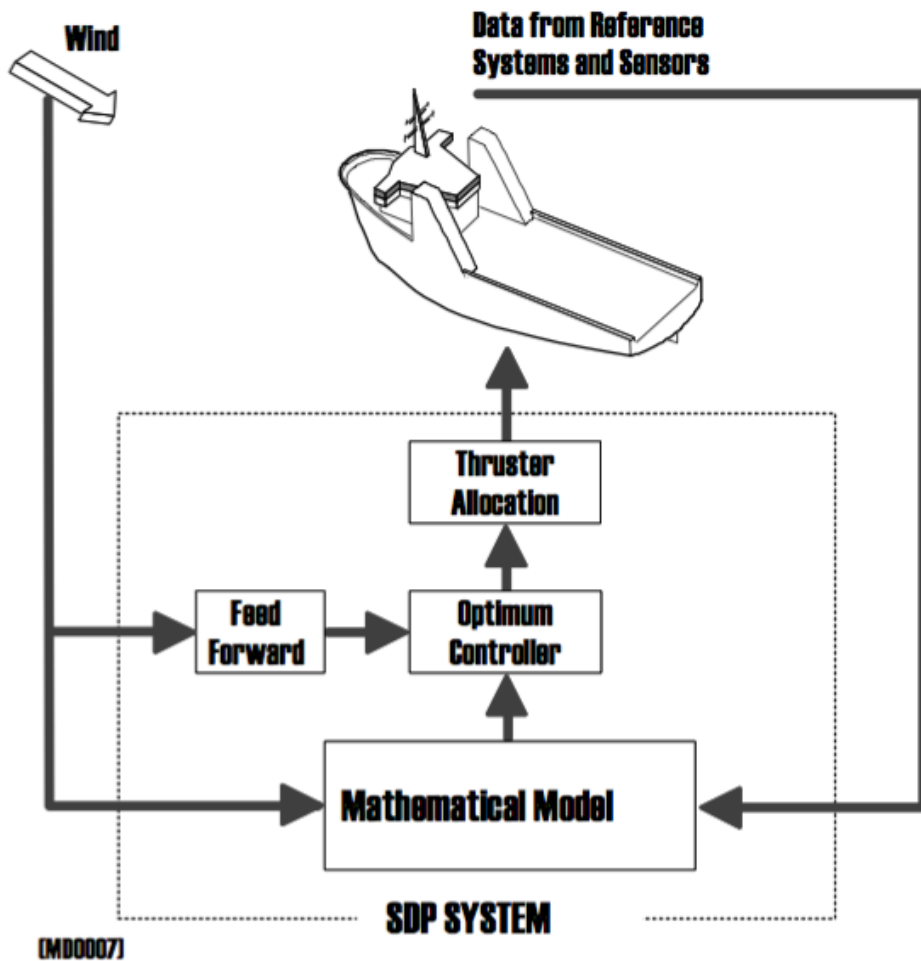 Wind
Data from Reference
Systems and Sensors
Thruster
Allocation
Feed
Forward
Optimum
Controller
Mathematical Model
SDP SYSTEM
(MD0007)